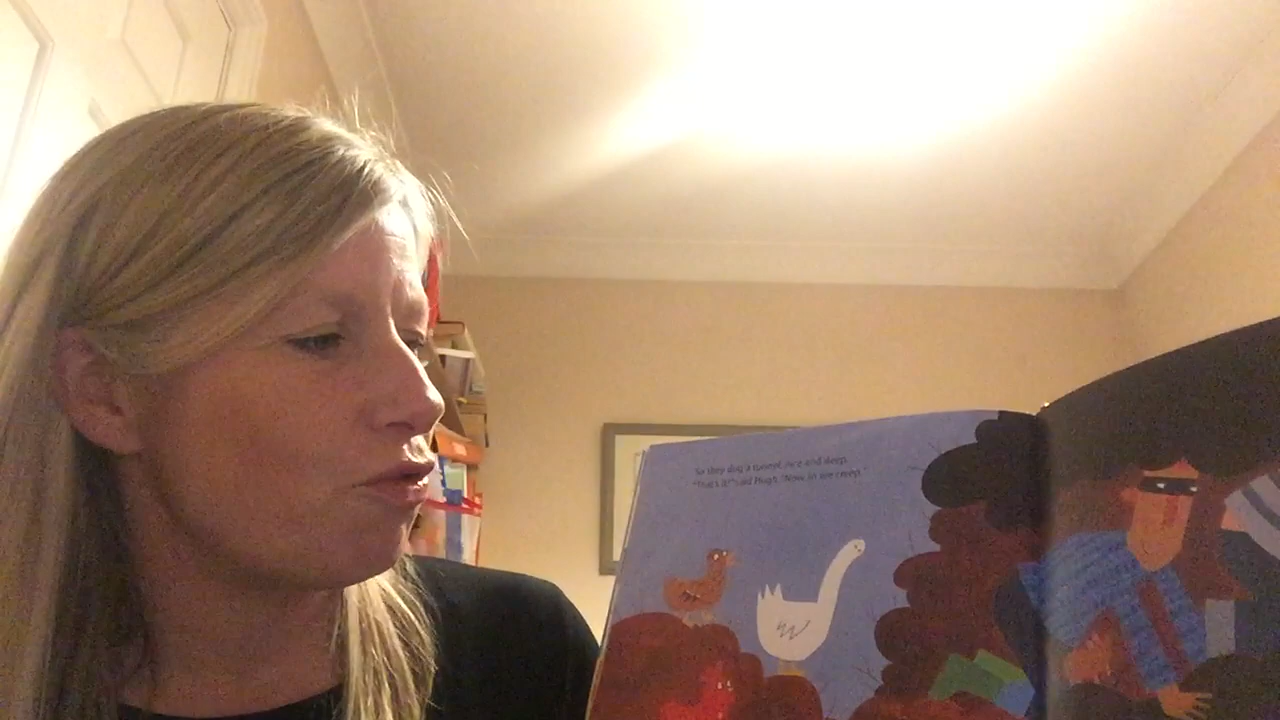 So they dug a tunnel, nice and deep.
"That's it!" said Hugh. "Now in we creep."